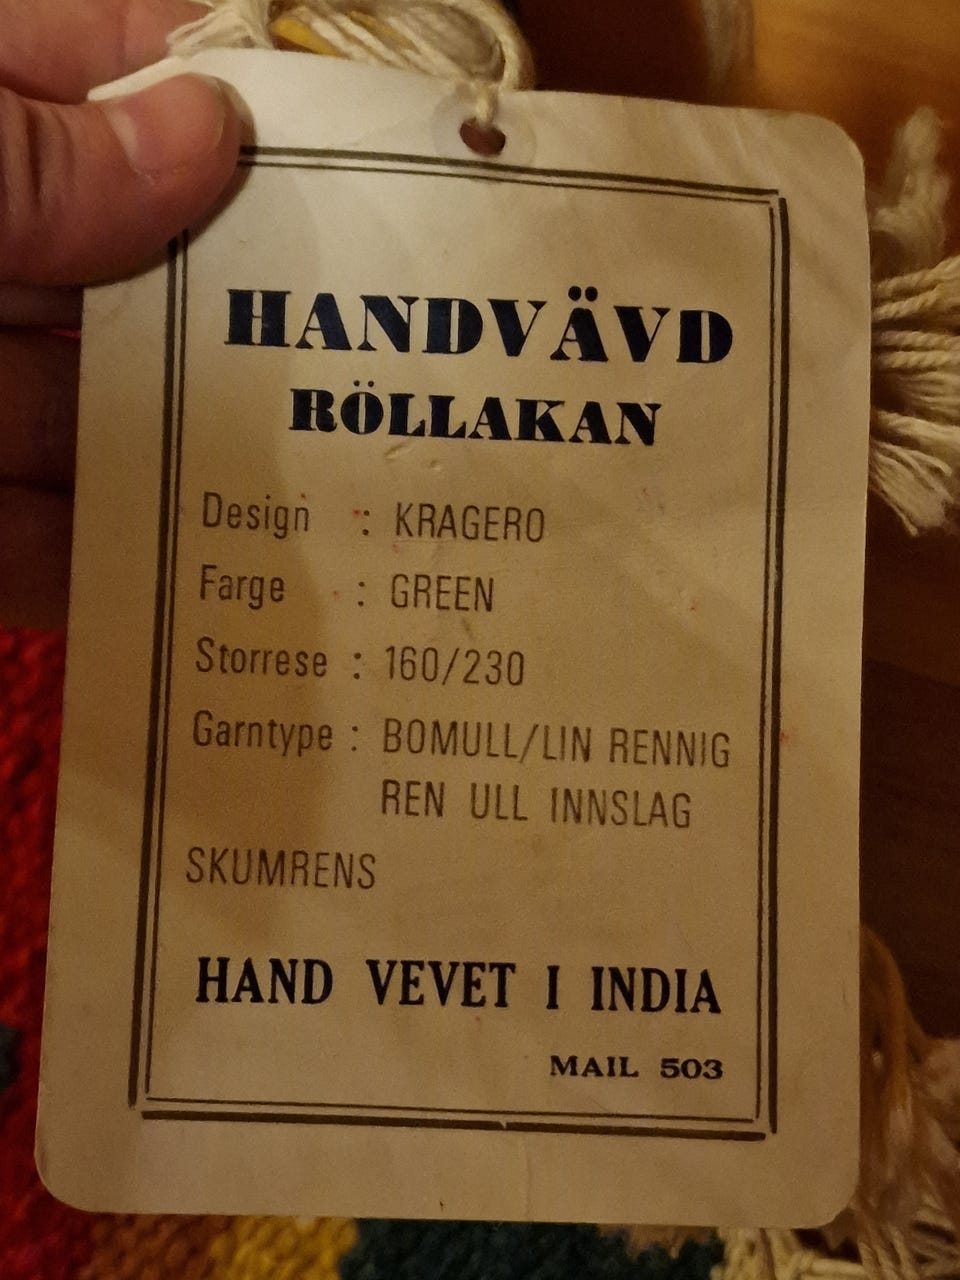 HANDVÄVD
RÖLLAKAN
Design : KRAGERO
Farge : GREEN
Storrese : 160/230
Garntype : BOMULL/LIN RENNIG
REN ULL INNSLAG
SKUMRENS
HAND VEVET I INDIA
MAIL 503